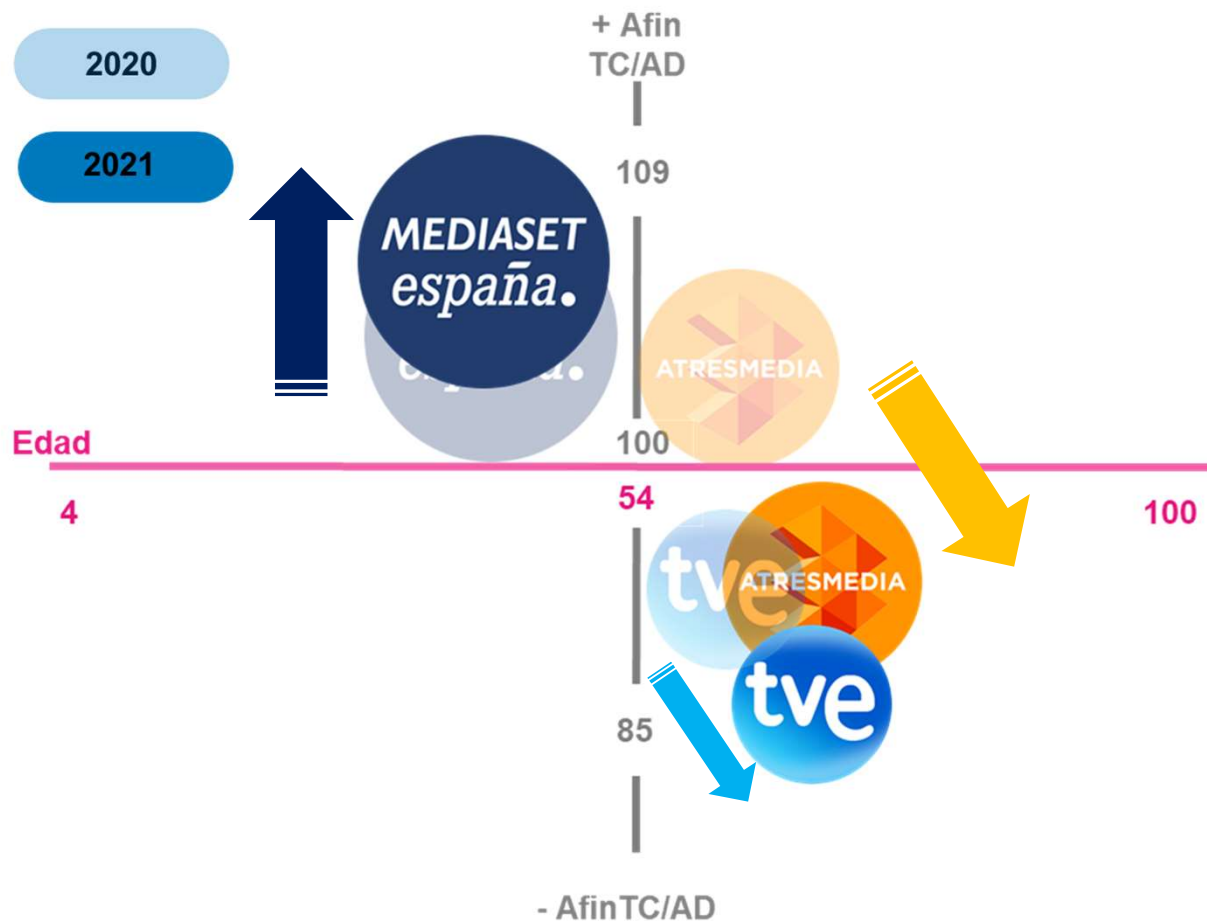 2020
2021
+ Afin
TC/AD
109
MEDIASET
españa.
ATRESMEDIA
Edad
100
4
54
100
tve
ATRESMEDIA
tve
85
- AfinTC/AD